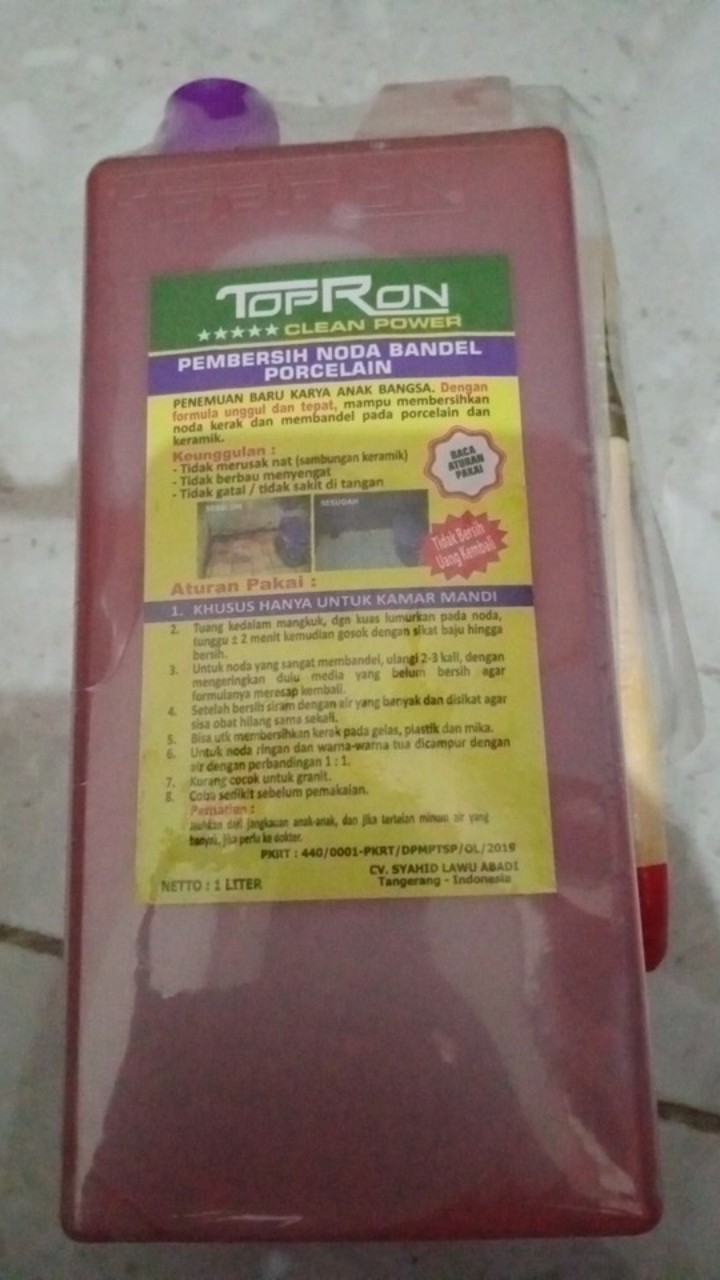 TOPRON
CLEAN POWER
PEMBERSIH NODA BANDEL
PORCELAIN
PENEMUAN BARU KARYA ANAK BANGSA. Dengan
formula unggul dan tepat, mampu membersihkan
noda kerak dan membandel pada porcelain dan
keramik.
Keunggulan :
- Tidak merusak nat (sambungan keramik)
- Tidak berbau menyengat
- Tidak gatal / tidak sakit di tangan
BACA
ATURAN
PAKAI
SEBELUM
SESUDAH
Tidak Bersih
Uang Kembali
Aturan Pakai :
1. KHUSUS HANYA UNTUK KAMAR MANDI
2. Tuang kedalam mangkuk, dgn kuas lumurkan pada noda,
tunggu ± 2 menit kemudian gosok dengan sikat baju hingga
bersih.
3. Untuk noda yang sangat membandel, ulangi 2-3 kali, dengan
mengeringkan dulu media yang belum bersih agar
formulanya meresap kembali.
4. Setelah bersih siram dengan air yang banyak dan disikat agar
sisa obat hilang sama sekali.
5. Bisa utk membersihkan kerak pada gelas, plastik dan mika.
6. Untuk noda ringan dan warna-warna tua dicampur dengan
air dengan perbandingan 1 : 1.
7. Kurang cocok untuk granit.
8. Coba sedikit sebelum pemakaian.
Perhatian :
Jauhkan dari jangkauan anak-anak, dan jika tertelan minum air yang
banyak, jika perlu ke dokter.
PKRT : 440/0001-PKRT/DPMPTSP/OL/2019
CV. SYAHID LAWU ABADI
NETTO : 1 LITER
Tangerang - Indonesia